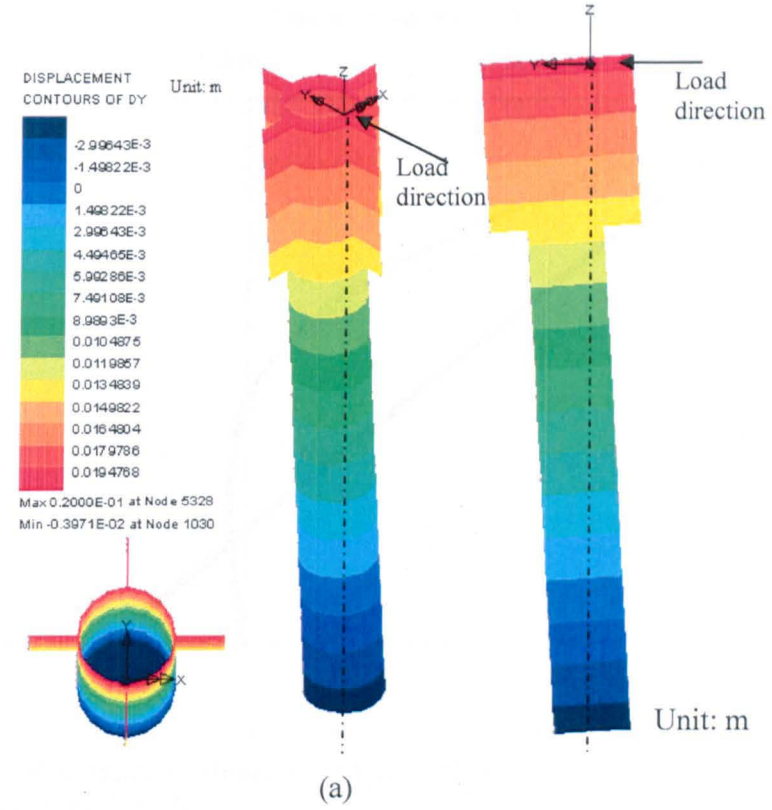 DISPLACEMENT
CONTOURS OF DY
Unit: m
-2.99643E-3
-1.49822E-3
0
1.49822E-3
2.99643E-3
4.49465E-3
5.99286E-3
7.49108E-3
8.9893E-3
0.0104875
0.0119857
0.0134839
0.0149822
0.0164804
0.0179786
0.0194768
Max 0.2000E-01 at Node 5328
Min -0.3971E-02 at Node 1030
Y
X
Z
Y
X
Load
direction
Z
Y
Load
direction
Unit: m
(a)